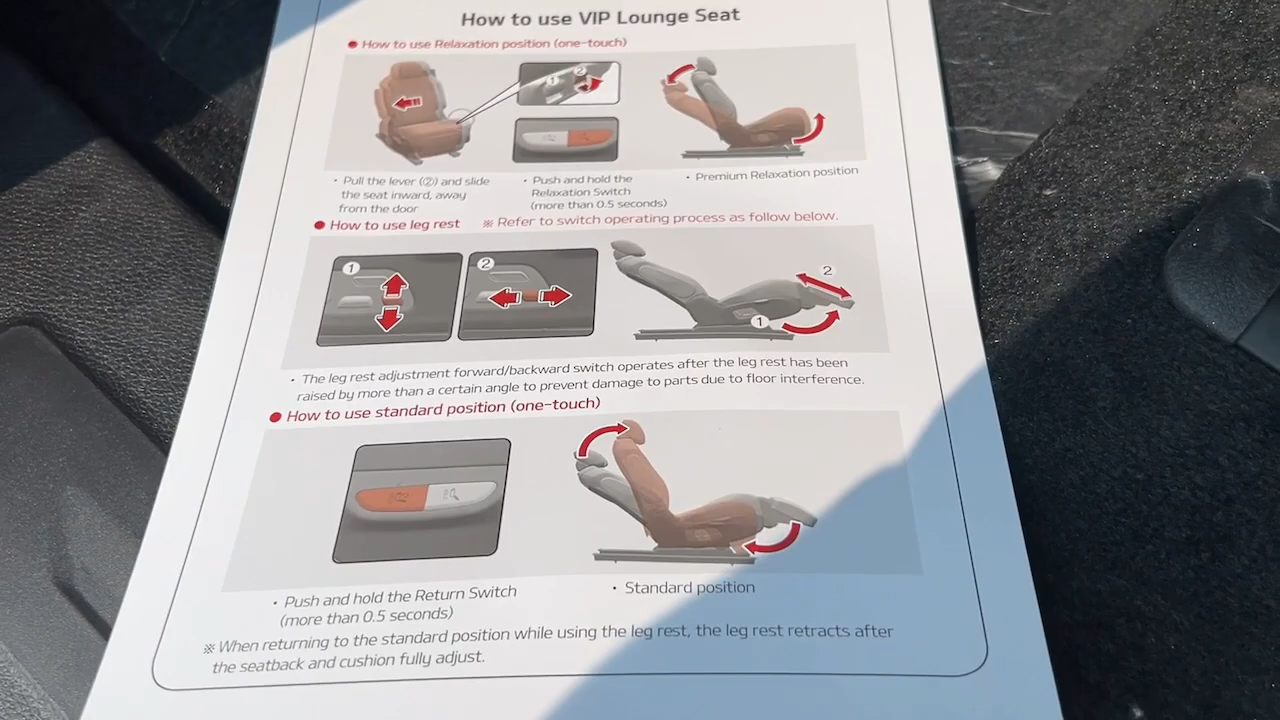 How to use VIP Lounge Seat
● How to use Relaxation position (one-touch)
1
2
• Pull the lever (②) and slide
the seat inward, away
from the door
• Push and hold the
Relaxation Switch
(more than 0.5 seconds)
• Premium Relaxation position
● How to use leg rest ※ Refer to switch operating process as follow below.
1
2
2
1
• The leg rest adjustment forward/backward switch operates after the leg rest has been
raised by more than a certain angle to prevent damage to parts due to floor interference.
● How to use standard position (one-touch)
• Push and hold the Return Switch
(more than 0.5 seconds)
• Standard position
※ When returning to the standard position while using the leg rest, the leg rest retracts after
the seatback and cushion fully adjust.